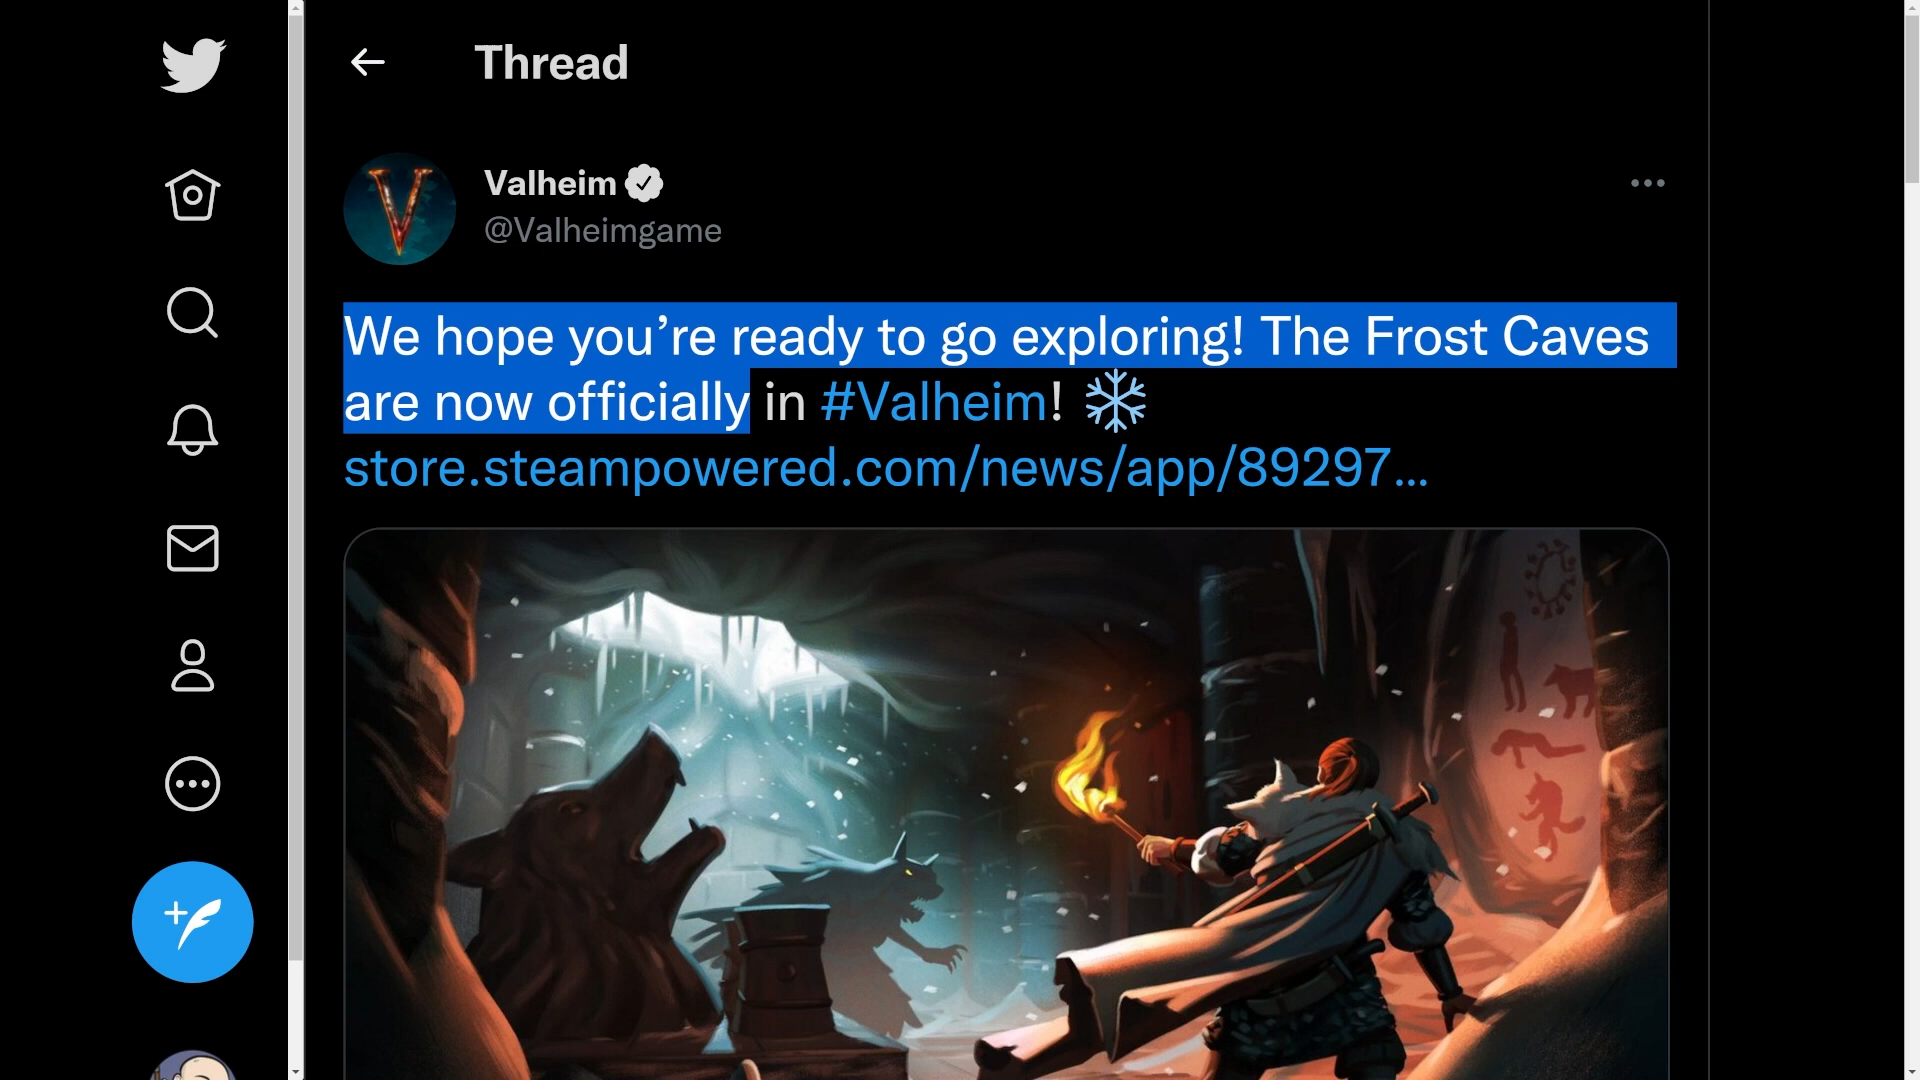 Thread
Valheim
@Valheimgame
We hope you’re ready to go exploring! The Frost Caves
are now officially in #Valheim! ❄
store.steampowered.com/news/app/89297…